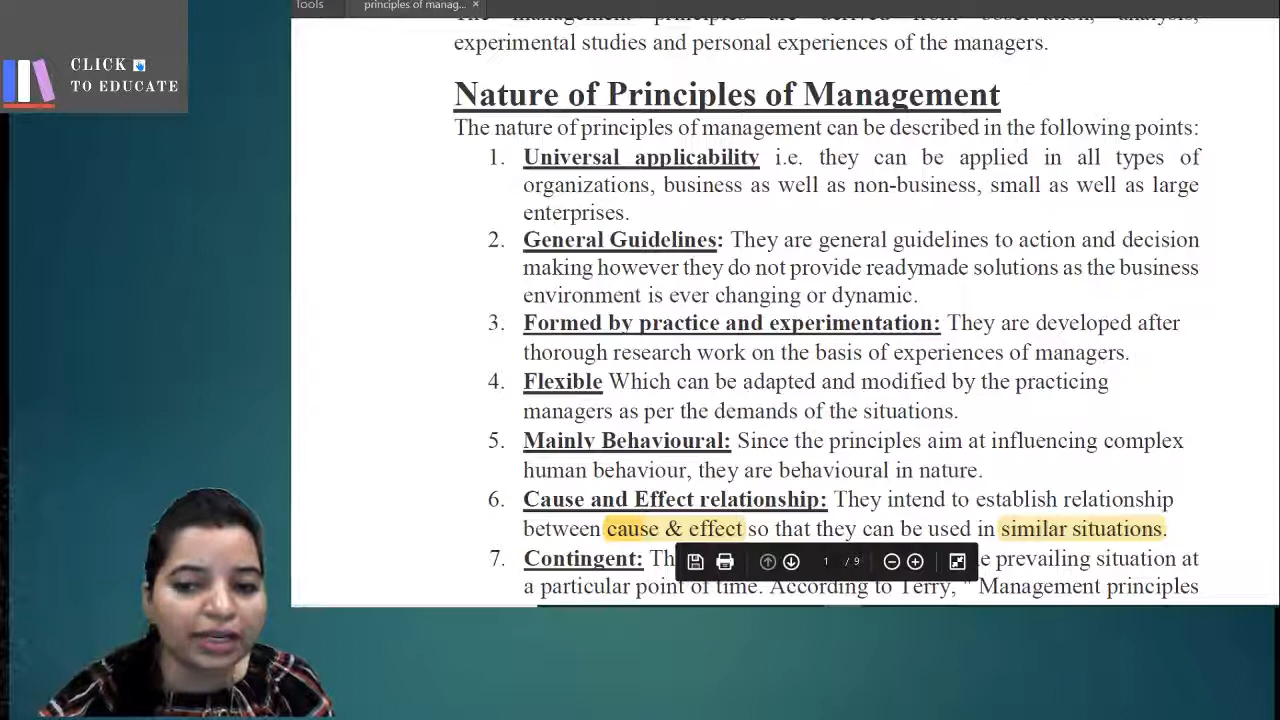 Tools
principles of manag... ×
CLICK
TO EDUCATE
The management principles are derived from observation, analysis,
experimental studies and personal experiences of the managers.
Nature of Principles of Management
The nature of principles of management can be described in the following points:
1. Universal applicability i.e. they can be applied in all types of
organizations, business as well as non-business, small as well as large
enterprises.
2. General Guidelines: They are general guidelines to action and decision
making however they do not provide readymade solutions as the business
environment is ever changing or dynamic.
3. Formed by practice and experimentation: They are developed after
thorough research work on the basis of experiences of managers.
4. Flexible Which can be adapted and modified by the practicing
managers as per the demands of the situations.
5. Mainly Behavioural: Since the principles aim at influencing complex
human behaviour, they are behavioural in nature.
6. Cause and Effect relationship: They intend to establish relationship
between cause & effect so that they can be used in similar situations.
7. Contingent: Th e prevailing situation at
1 / 9
a particular point of time. According to Terry, " Management principles